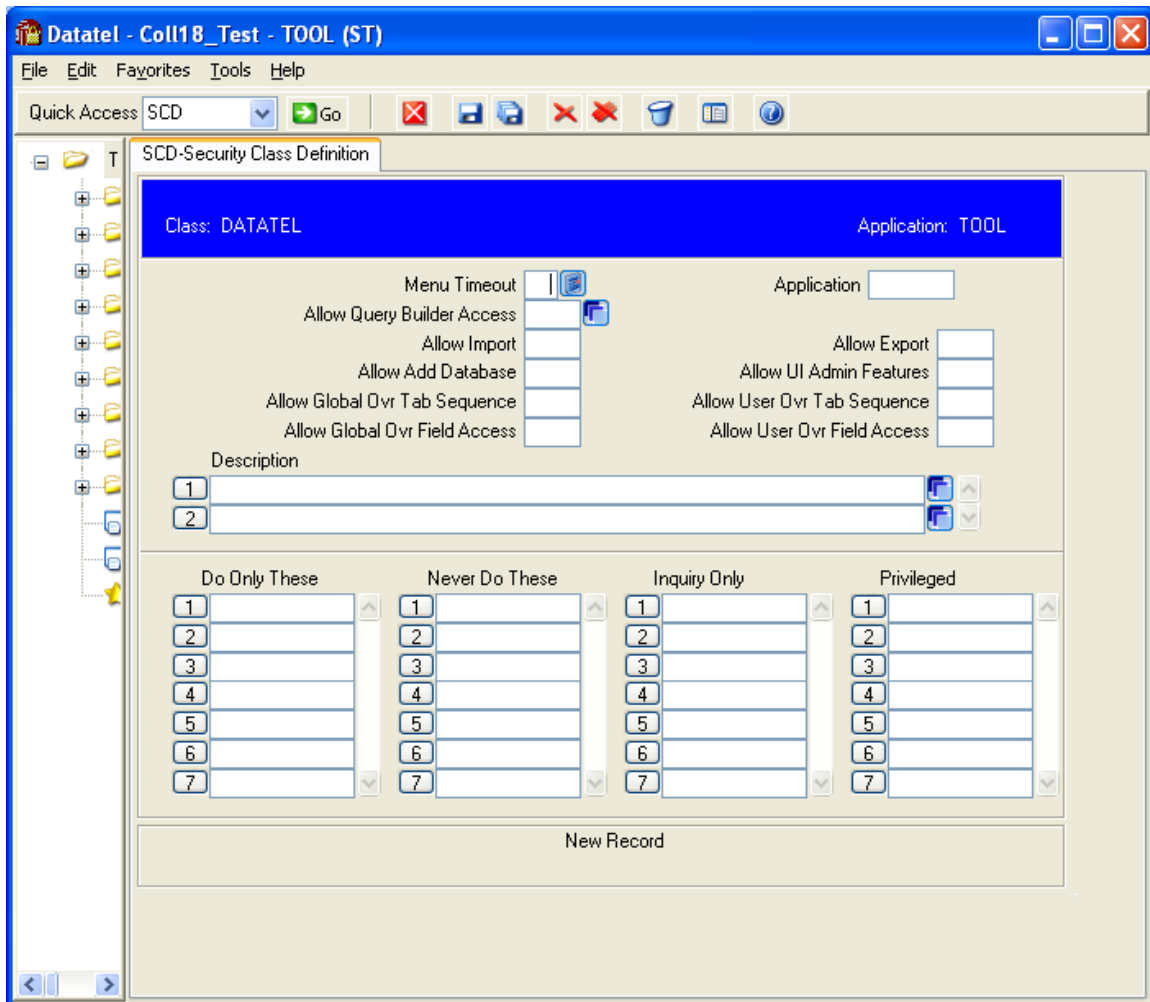 Datatel - Coll18_Test - TOOL (ST)
File Edit Favorites Tools Help
Quick Access SCD Go
T
SCD-Security Class Definition
Class: DATATEL Application: TOOL
Menu Timeout Application
Allow Query Builder Access
Allow Import Allow Export
Allow Add Database Allow UI Admin Features
Allow Global Ovr Tab Sequence Allow User Ovr Tab Sequence
Allow Global Ovr Field Access Allow User Ovr Field Access
Description
1
2
Do Only These Never Do These Inquiry Only Privileged
1 1 1 1
2 2 2 2
3 3 3 3
4 4 4 4
5 5 5 5
6 6 6 6
7 7 7 7
New Record